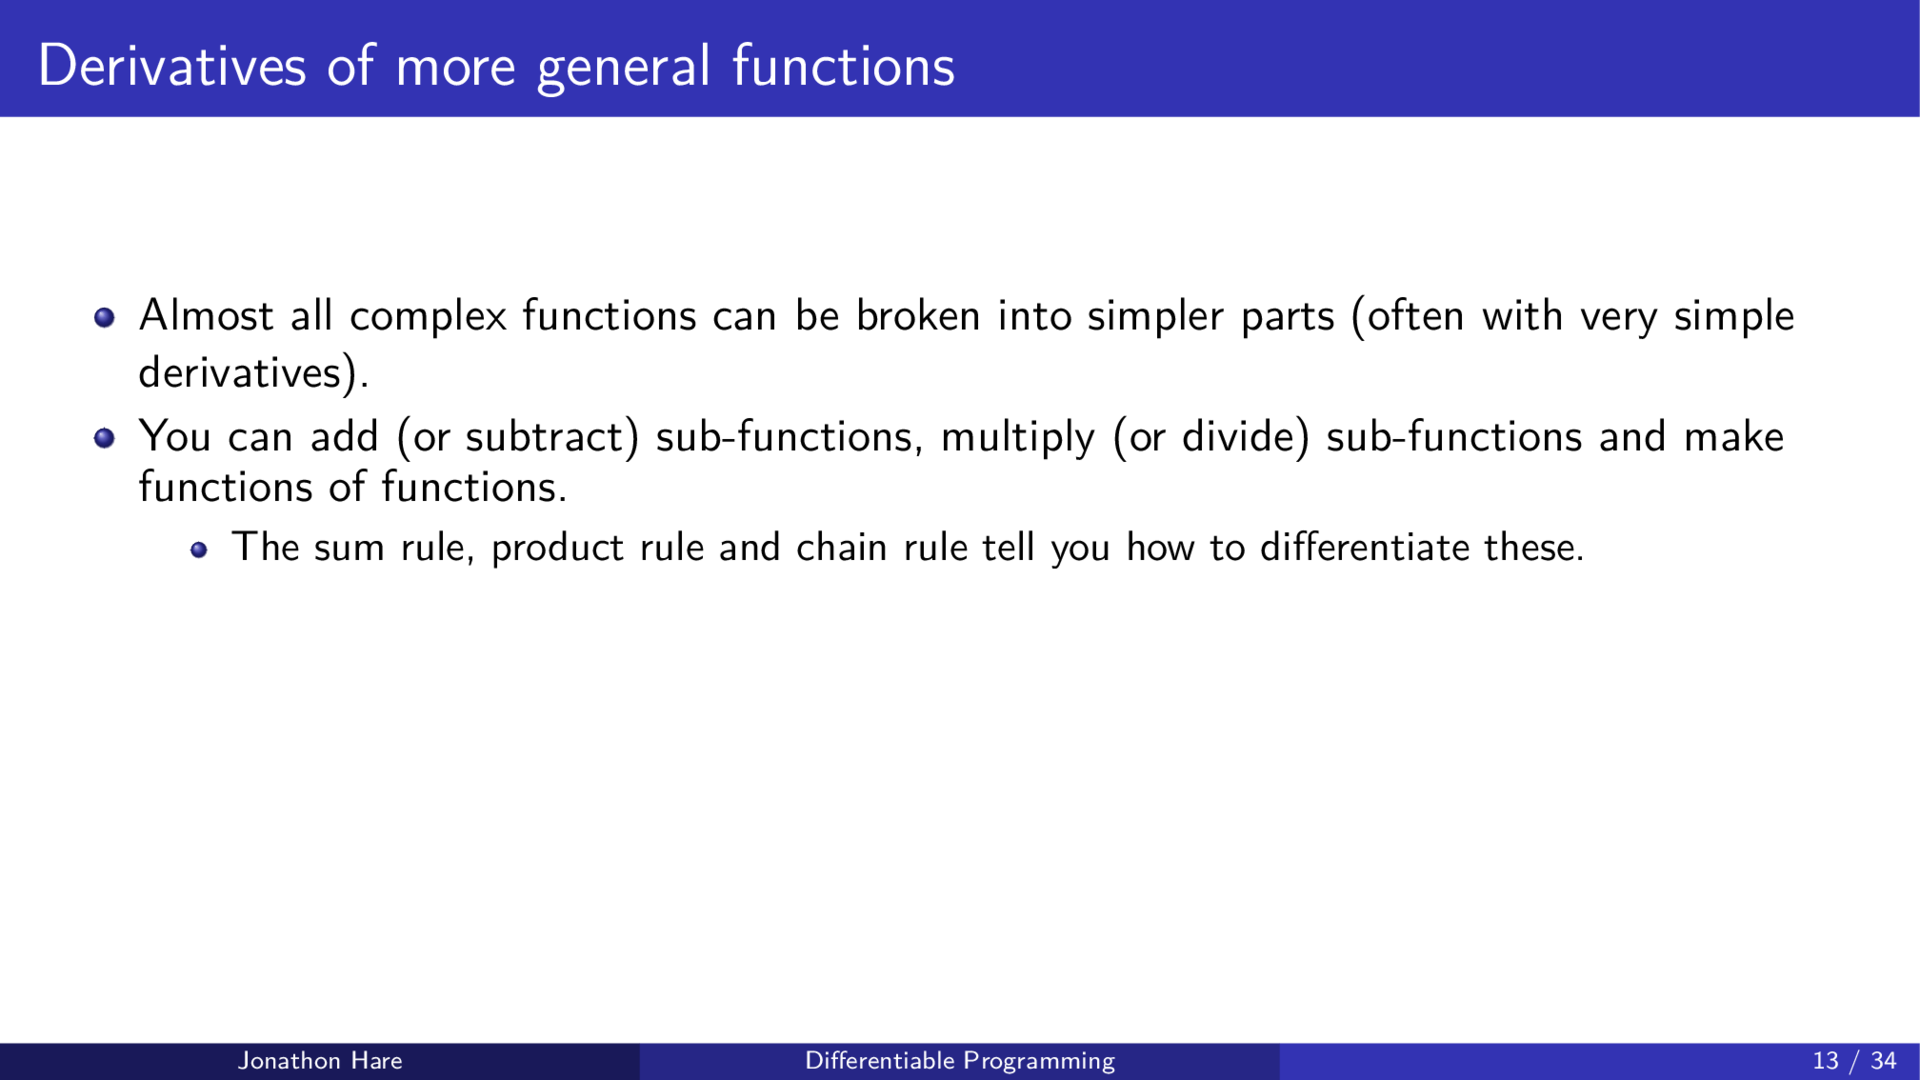 Derivatives of more general functions
Almost all complex functions can be broken into simpler parts (often with very simple
derivatives).
You can add (or subtract) sub-functions, multiply (or divide) sub-functions and make
functions of functions.
The sum rule, product rule and chain rule tell you how to differentiate these.
Jonathon Hare
Differentiable Programming
13 / 34